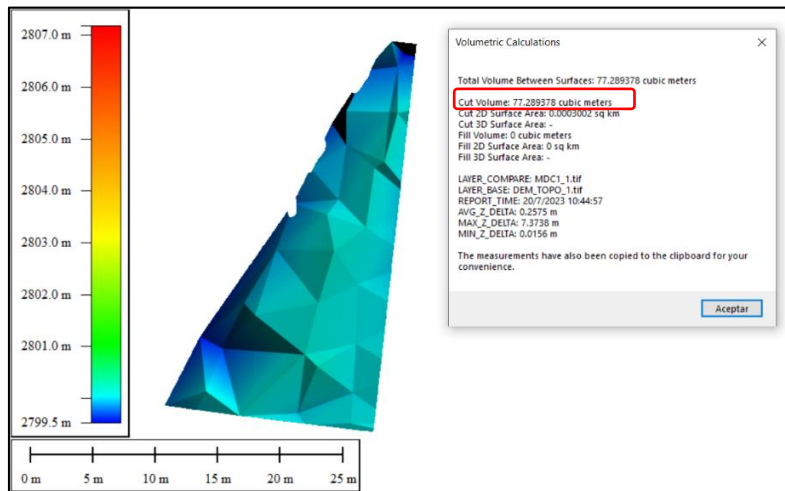 2807.0 m
2805.0 m
2804.0 m
2803.0 m
2802.0 m
2801.0 m
2799.5 m
0 m 5 m 10 m 15 m 20 m 25 m
Volumetric Calculations
Total Volume Between Surfaces: 77.289378 cubic meters
Cut Volume: 77.289378 cubic meters
Cut 2D Surface Area: 0.0003002 sq km
Cut 3D Surface Area: -
Fill Volume: 0 cubic meters
Fill 2D Surface Area: 0 sq km
Fill 3D Surface Area: -
LAYER_COMPARE: MDC1_1.tif
LAYER_BASE: DEM_TOPO_1.tif
REPORT_TIME: 20/7/2023 10:44:57
AVG_Z_DELTA: 0.2575 m
MAX_Z_DELTA: 7.3738 m
MIN_Z_DELTA: 0.0156 m
The measurements have also been copied to the clipboard for your
convenience.
Aceptar